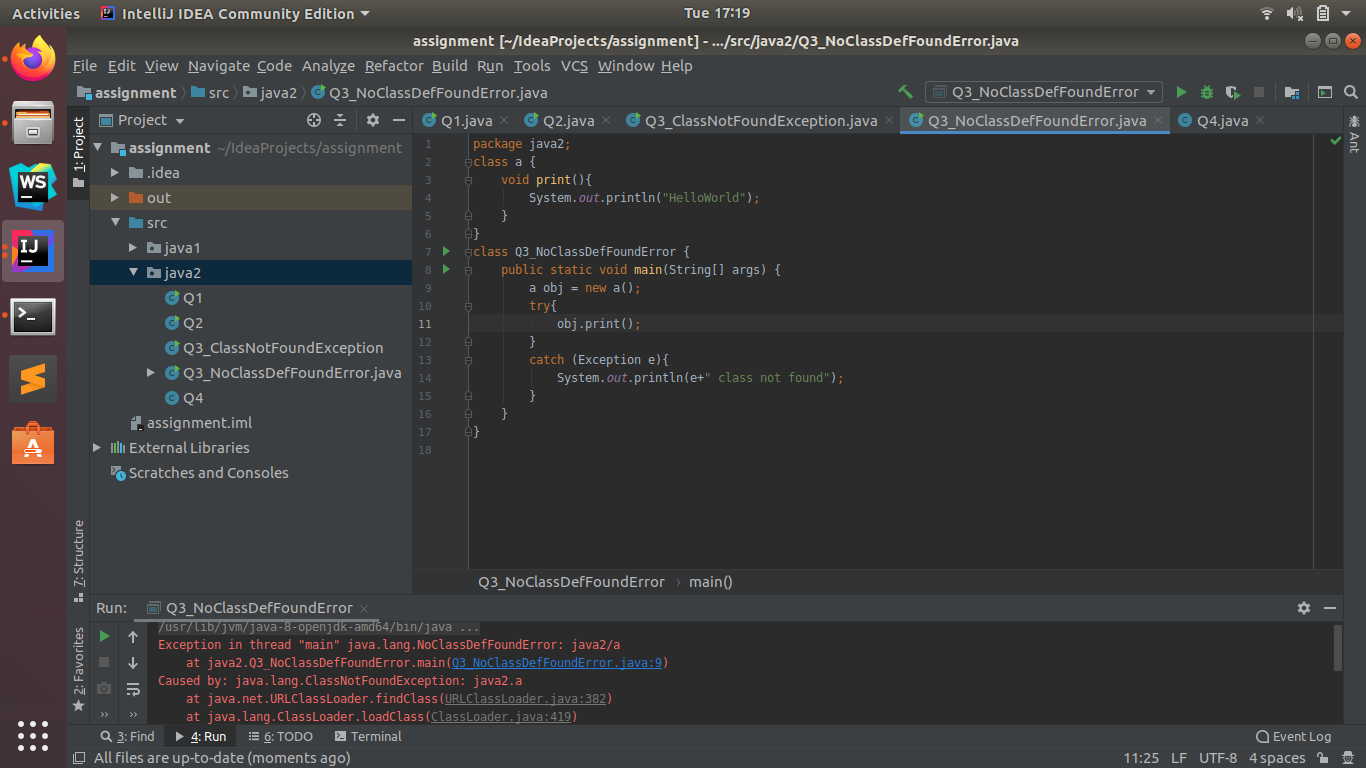 Activities IntelliJ IDEA Community Edition Tue 17:19
assignment [~/IdeaProjects/assignment] - .../src/java2/Q3_NoClassDefFoundError.java
File Edit View Navigate Code Analyze Refactor Build Run Tools VCS Window Help
assignment src java2 Q3_NoClassDefFoundError.java Q3_NoClassDefFoundError
1: Project
Project
Q1.java Q2.java Q3_ClassNotFoundException.java Q3_NoClassDefFoundError.java Q4.java
Ant
assignment ~/IdeaProjects/assignment
.idea
out
src
java1
java2
Q1
Q2
Q3_ClassNotFoundException
Q3_NoClassDefFoundError.java
Q4
assignment.iml
External Libraries
Scratches and Consoles
1 package java2;
2 class a {
3 void print(){
4 System.out.println("HelloWorld");
5 }
6 }
7 class Q3_NoClassDefFoundError {
8 public static void main(String[] args) {
9 a obj = new a();
10 try{
11 obj.print();
12 }
13 catch (Exception e){
14 System.out.println(e+" class not found");
15 }
16 }
17 }
18
Q3_NoClassDefFoundError › main()
7: Structure
2: Favorites
Run: Q3_NoClassDefFoundError
/usr/lib/jvm/java-8-openjdk-amd64/bin/java ...
Exception in thread "main" java.lang.NoClassDefFoundError: java2/a
at java2.Q3_NoClassDefFoundError.main(Q3_NoClassDefFoundError.java:9)
Caused by: java.lang.ClassNotFoundException: java2.a
at java.net.URLClassLoader.findClass(URLClassLoader.java:382)
at java.lang.ClassLoader.loadClass(ClassLoader.java:419)
3: Find 4: Run 6: TODO Terminal Event Log
All files are up-to-date (moments ago) 11:25 LF UTF-8 4 spaces
WS
IJ